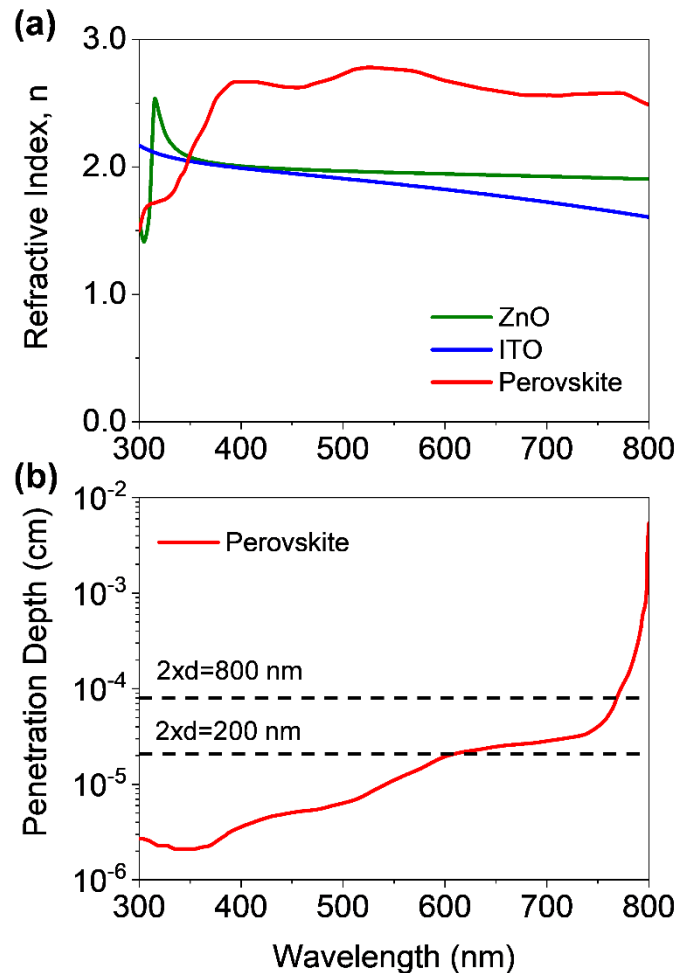 (a)
3.0
2.0
1.0
0.0
Refractive Index, n
ZnO
ITO
Perovskite
300 400 500 600 700 800
(b)
10⁻²
10⁻³
10⁻⁴
10⁻⁵
10⁻⁶
Penetration Depth (cm)
Perovskite
2xd=800 nm
2xd=200 nm
300 400 500 600 700 800
Wavelength (nm)